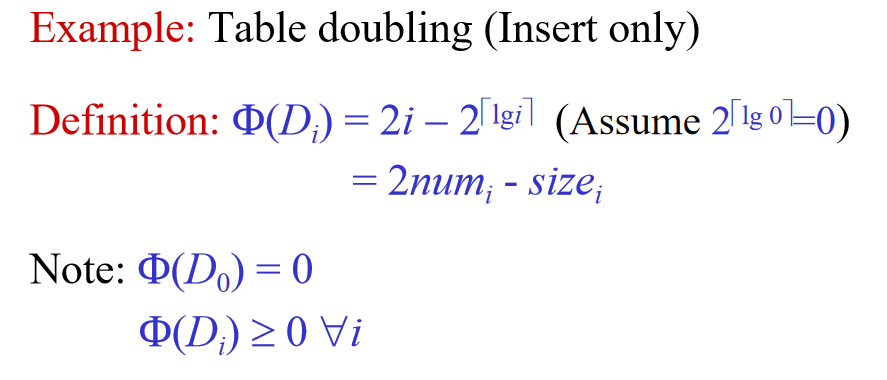 Example: Table doubling (Insert only)
Definition: Φ(Dᵢ) = 2i – 2^⌈lg i⌉ (Assume 2^⌈lg 0⌉=0)
= 2numᵢ - sizeᵢ
Note: Φ(D₀) = 0
Φ(Dᵢ) ≥ 0 ∀i